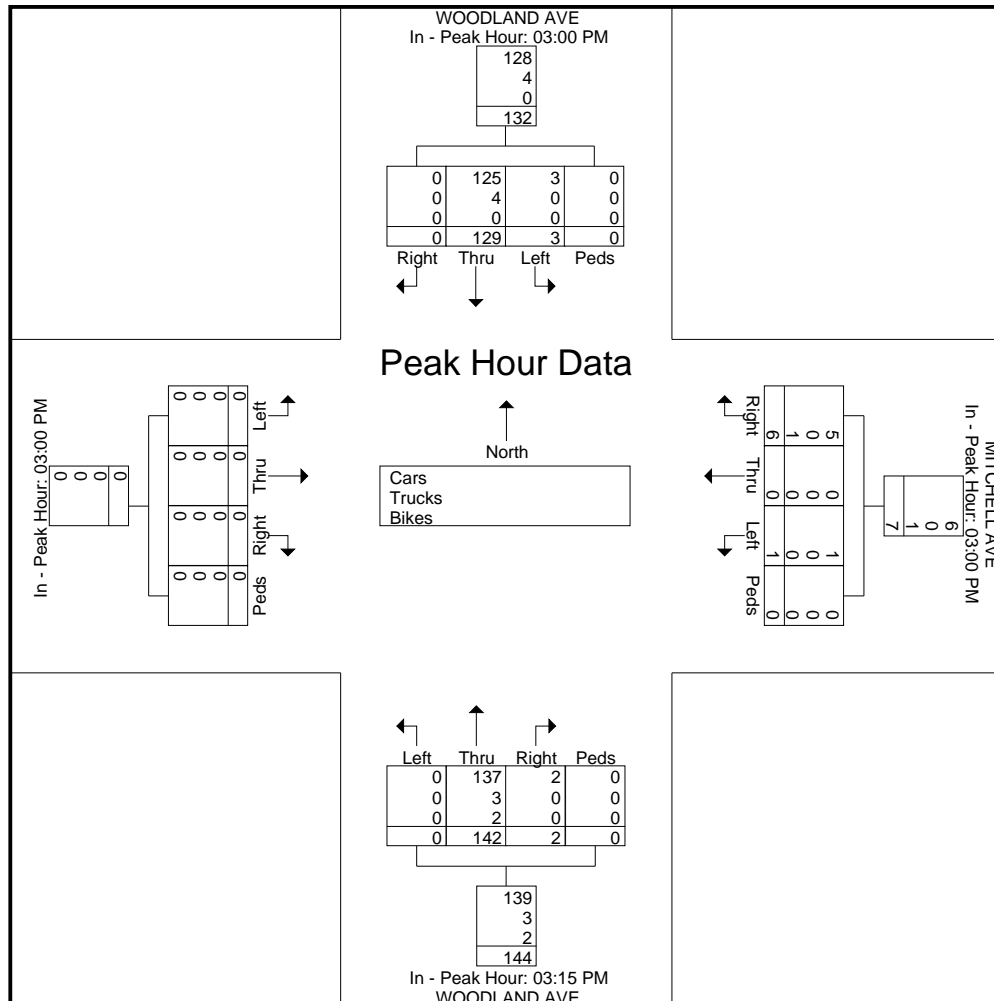 WOODLAND AVE
In - Peak Hour: 03:00 PM
128
4
0
132
0 125 3 0
0 4 0 0
0 0 0 0
0 129 3 0
Right Thru Left Peds
Peak Hour Data
North
Cars
Trucks
Bikes
In - Peak Hour: 03:00 PM
0
0
0
0
Left Thru Right Peds
0 0 0 0
0 0 0 0
0 0 0 0
0 0 0 0
MITCHELL AVE
In - Peak Hour: 03:00 PM
6
0
1
7
5 0 1 0
0 0 0 0
1 0 0 0
6 0 1 0
Right Thru Left Peds
Left Thru Right Peds
0 137 2 0
0 3 0 0
0 2 0 0
0 142 2 0
139
3
2
144
In - Peak Hour: 03:15 PM
WOODLAND AVE